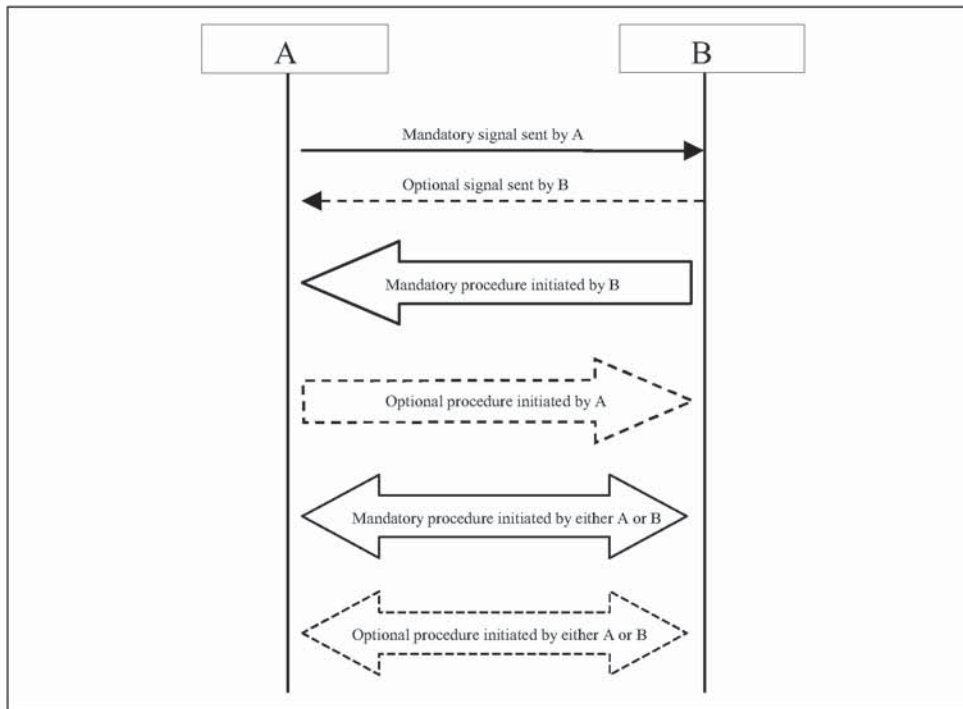 A
B
Mandatory signal sent by A
Optional signal sent by B
Mandatory procedure initiated by B
Optional procedure initiated by A
Mandatory procedure initiated by either A or B
Optional procedure initiated by either A or B